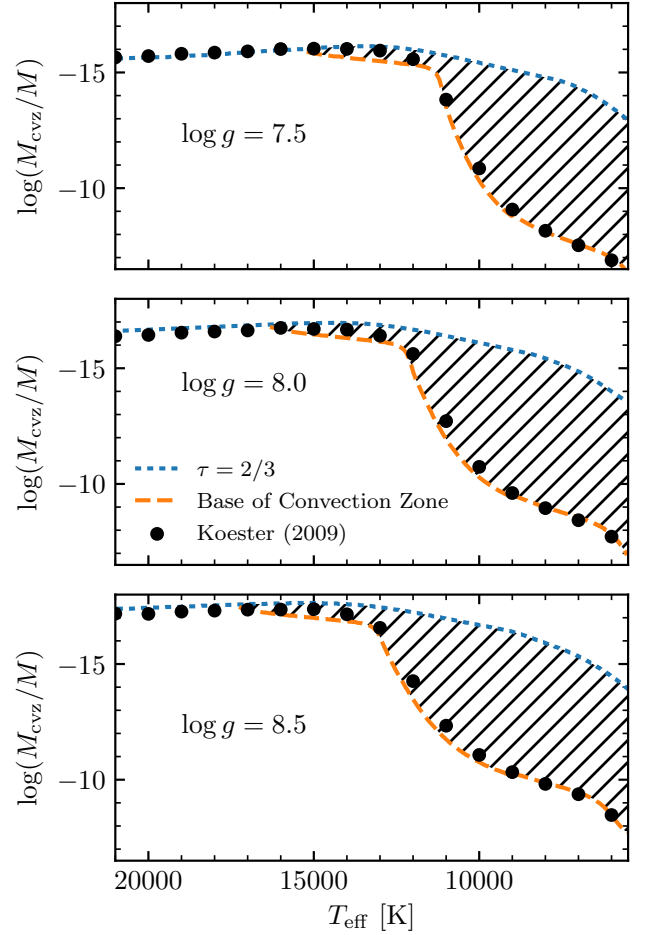 −15
−10
log(M_cvz/M)
log g = 7.5
−15
−10
log(M_cvz/M)
log g = 8.0
τ = 2/3
Base of Convection Zone
Koester (2009)
−15
−10
log(M_cvz/M)
log g = 8.5
20000 15000 10000
T_eff [K]